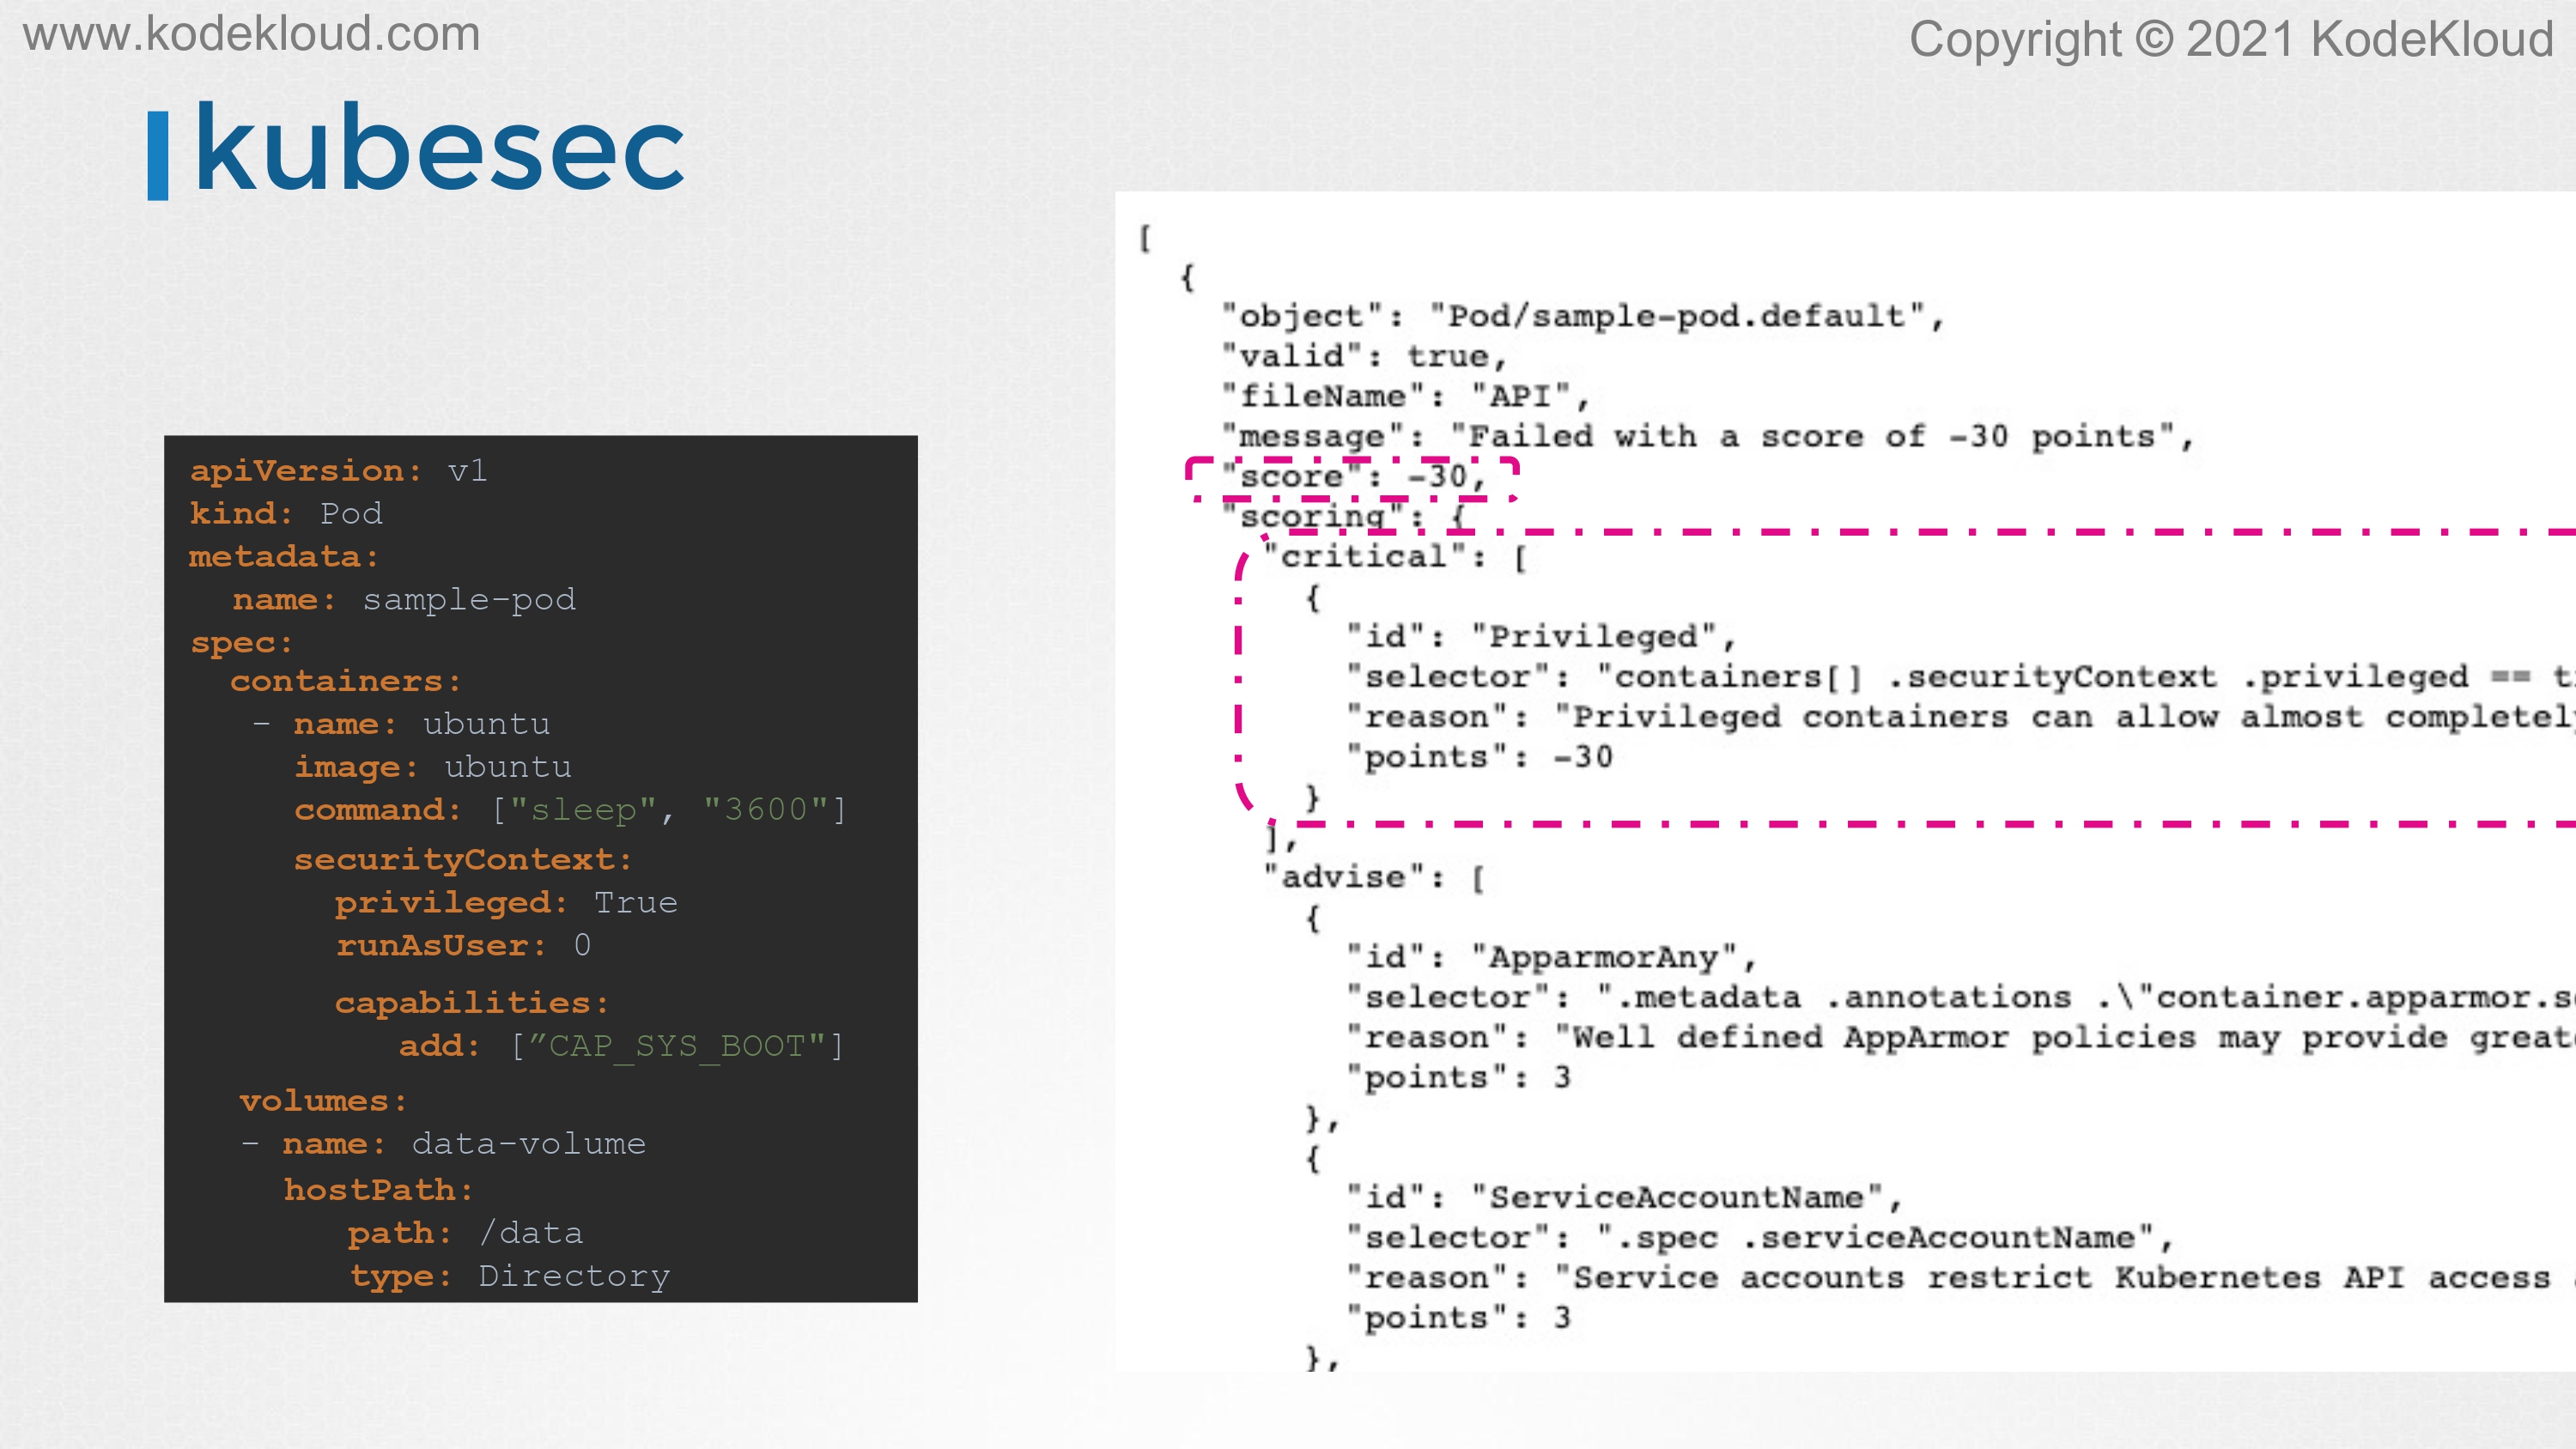 www.kodekloud.com
Copyright © 2021 KodeKloud
kubesec
apiVersion: v1
kind: Pod
metadata:
  name: sample-pod
spec:
  containers:
   - name: ubuntu
     image: ubuntu
     command: ["sleep", "3600"]
     securityContext:
       privileged: True
       runAsUser: 0
       capabilities:
          add: [”CAP_SYS_BOOT"]
  volumes:
  - name: data-volume
    hostPath:
       path: /data
       type: Directory
[
  {
    "object": "Pod/sample-pod.default",
    "valid": true,
    "fileName": "API",
    "message": "Failed with a score of -30 points",
    "score": -30,
    "scoring": {
      "critical": [
        {
          "id": "Privileged",
          "selector": "containers[] .securityContext .privileged ==
          "reason": "Privileged containers can allow almost completely
          "points": -30
        }
      ],
      "advise": [
        {
          "id": "ApparmorAny",
          "selector": ".metadata .annotations .\"container.apparmor.
          "reason": "Well defined AppArmor policies may provide
          "points": 3
        },
        {
          "id": "ServiceAccountName",
          "selector": ".spec .serviceAccountName",
          "reason": "Service accounts restrict Kubernetes API access
          "points": 3
        },